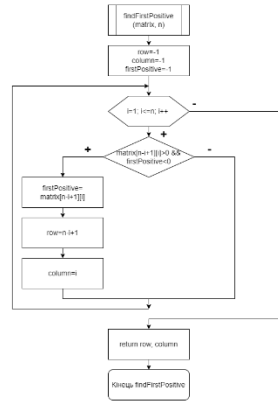 findFirstPositive
(matrix, n)
row=-1
column=-1
firstPositive=-1
i=1; i<=n; i++
-
+
+
matrix[n-i+1][i]>0 &&
firstPositive<0
-
firstPositive=
matrix[n-i+1][i]
row=n-i+1
column=i
return row, column
Кінець findFirstPositive